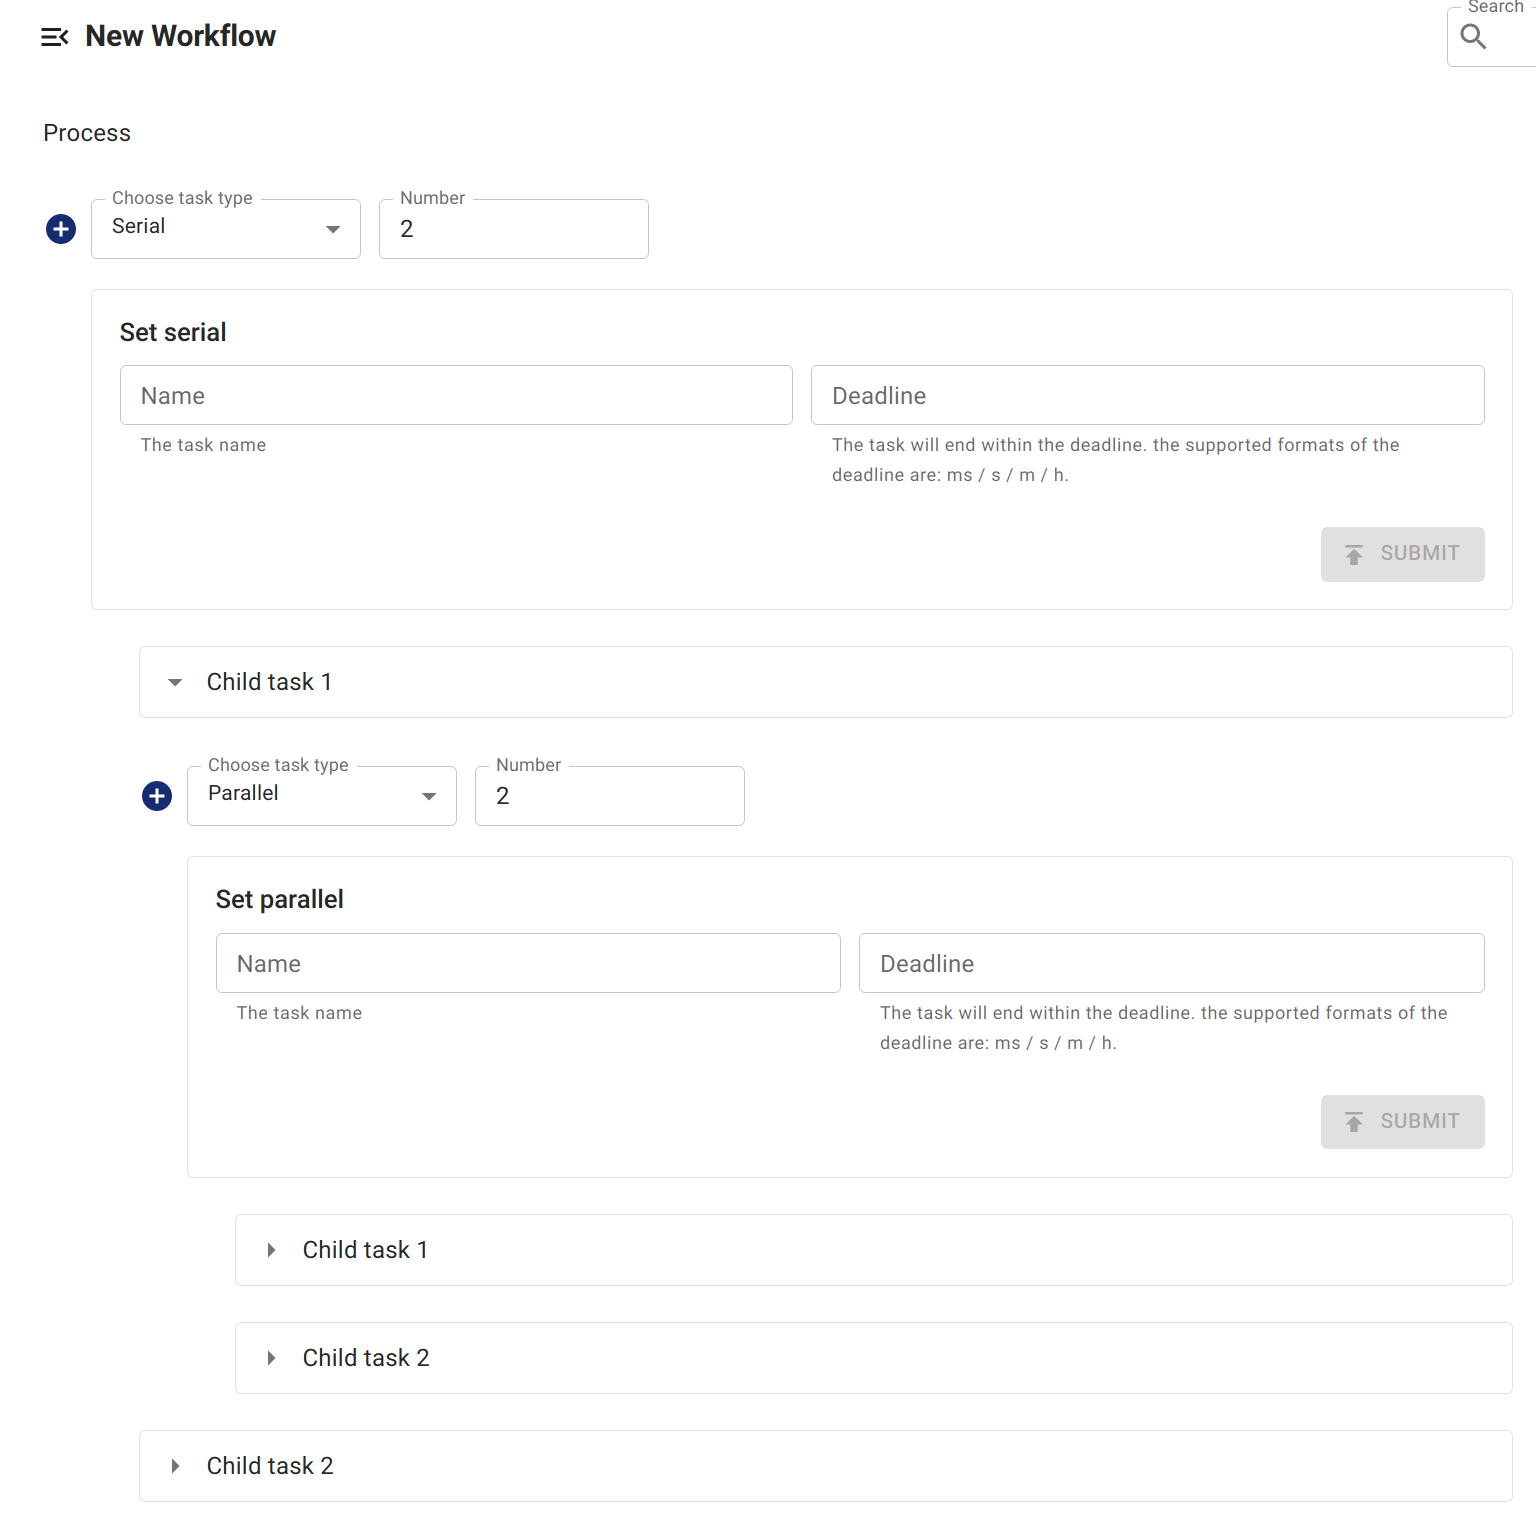 New Workflow
Search
Process
Choose task type
Serial
Number
2
Set serial
Name
Deadline
The task name
The task will end within the deadline. the supported formats of the
deadline are: ms / s / m / h.
SUBMIT
Child task 1
Choose task type
Parallel
Number
2
Set parallel
Name
Deadline
The task name
The task will end within the deadline. the supported formats of the
deadline are: ms / s / m / h.
SUBMIT
Child task 1
Child task 2
Child task 2